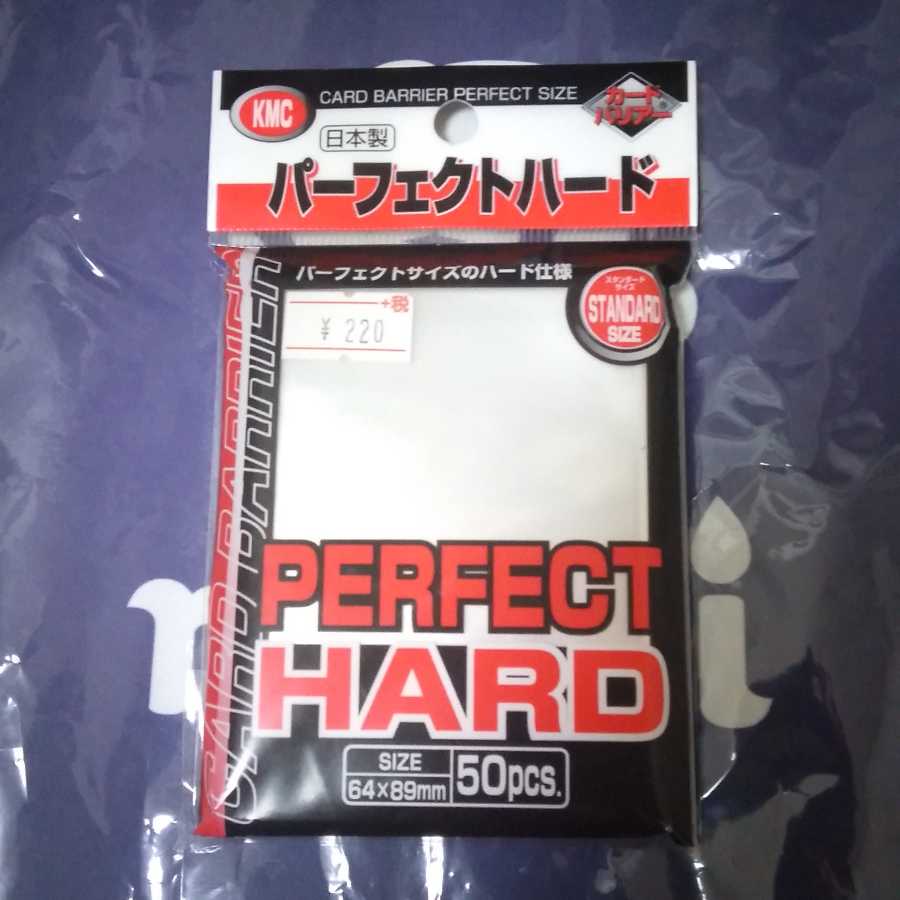 KMC
CARD BARRIER PERFECT SIZE
カード
バリアー
日本製
パーフェクトハード
パーフェクトサイズのハード仕様
+税
¥ 220
スタンダード
サイズ
STANDARD
SIZE
CARD BARRIER
CARD BARRIER
PERFECT
HARD
SIZE
64×89mm
50pcs.